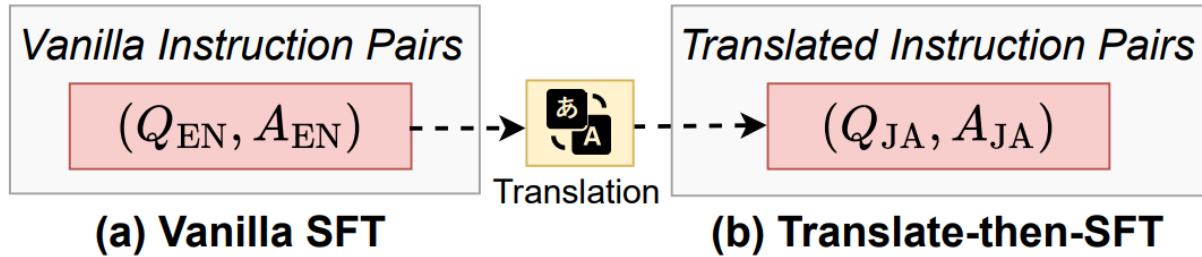 Vanilla Instruction Pairs
(Q_EN, A_EN)
あ
A
Translation
Translated Instruction Pairs
(Q_JA, A_JA)
(a) Vanilla SFT
(b) Translate-then-SFT